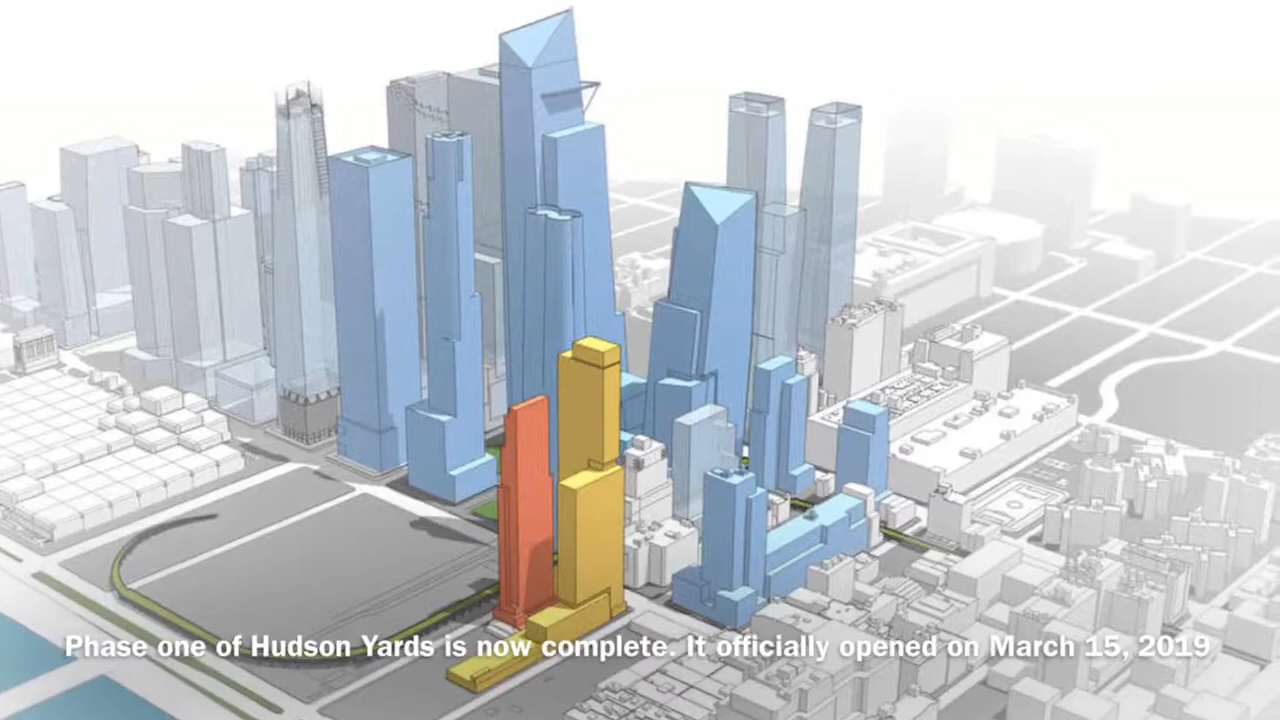 Phase one of Hudson Yards is now complete. It officially opened on March 15, 2019